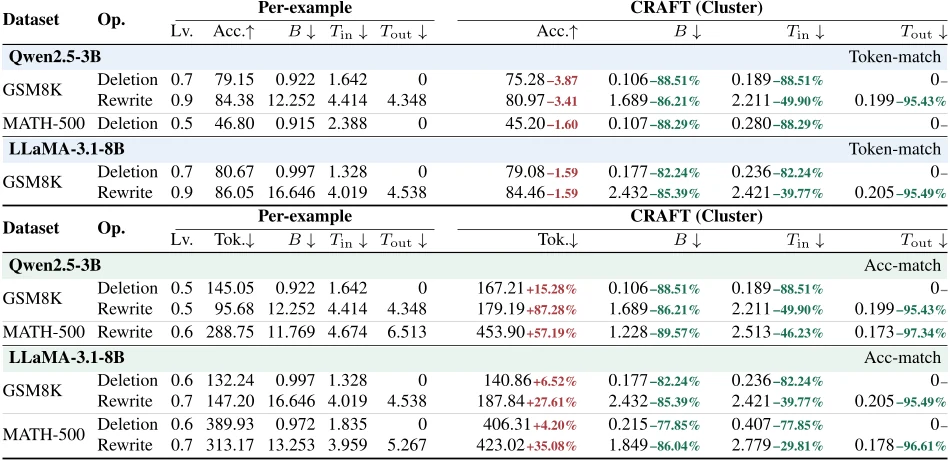 Dataset Op. Per-example CRAFT (Cluster)
Lv. Acc.↑ B ↓ T_in ↓ T_out ↓ Acc.↑ B ↓ T_in ↓ T_out ↓
Qwen2.5-3B Token-match
GSM8K Deletion 0.7 79.15 0.922 1.642 0 75.28−3.87 0.106−88.51% 0.189−88.51% 0–
Rewrite 0.9 84.38 12.252 4.414 4.348 80.97−3.41 1.689−86.21% 2.211−49.90% 0.199−95.43%
MATH-500 Deletion 0.5 46.80 0.915 2.388 0 45.20−1.60 0.107−88.29% 0.280−88.29% 0–
LLaMA-3.1-8B Token-match
GSM8K Deletion 0.7 80.67 0.997 1.328 0 79.08−1.59 0.177−82.24% 0.236−82.24% 0–
Rewrite 0.9 86.05 16.646 4.019 4.538 84.46−1.59 2.432−85.39% 2.421−39.77% 0.205−95.49%
Dataset Op. Per-example CRAFT (Cluster)
Lv. Tok.↓ B ↓ T_in ↓ T_out ↓ Tok.↓ B ↓ T_in ↓ T_out ↓
Qwen2.5-3B Acc-match
GSM8K Deletion 0.5 145.05 0.922 1.642 0 167.21+15.28% 0.106−88.51% 0.189−88.51% 0–
Rewrite 0.5 95.68 12.252 4.414 4.348 179.19+87.28% 1.689−86.21% 2.211−49.90% 0.199−95.43%
MATH-500 Rewrite 0.6 288.75 11.769 4.674 6.513 453.90+57.19% 1.228−89.57% 2.513−46.23% 0.173−97.34%
LLaMA-3.1-8B Acc-match
GSM8K Deletion 0.6 132.24 0.997 1.328 0 140.86+6.52% 0.177−82.24% 0.236−82.24% 0–
Rewrite 0.7 147.20 16.646 4.019 4.538 187.84+27.61% 2.432−85.39% 2.421−39.77% 0.205−95.49%
MATH-500 Deletion 0.6 389.93 0.972 1.835 0 406.31+4.20% 0.215−77.85% 0.407−77.85% 0–
Rewrite 0.7 313.17 13.253 3.959 5.267 423.02+35.08% 1.849−86.04% 2.779−29.81% 0.178−96.61%